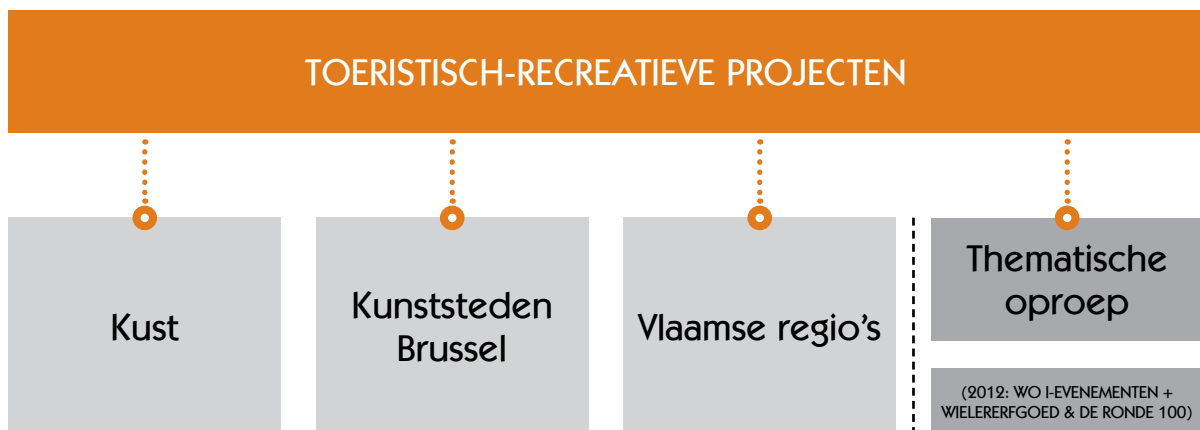 TOERISTISCH-RECREATIEVE PROJECTEN
Kust
Kunststeden
Brussel
Vlaamse regio's
Thematische
oproep
(2012: WO I-EVENEMENTEN +
WIELERERFGOED & DE RONDE 100)